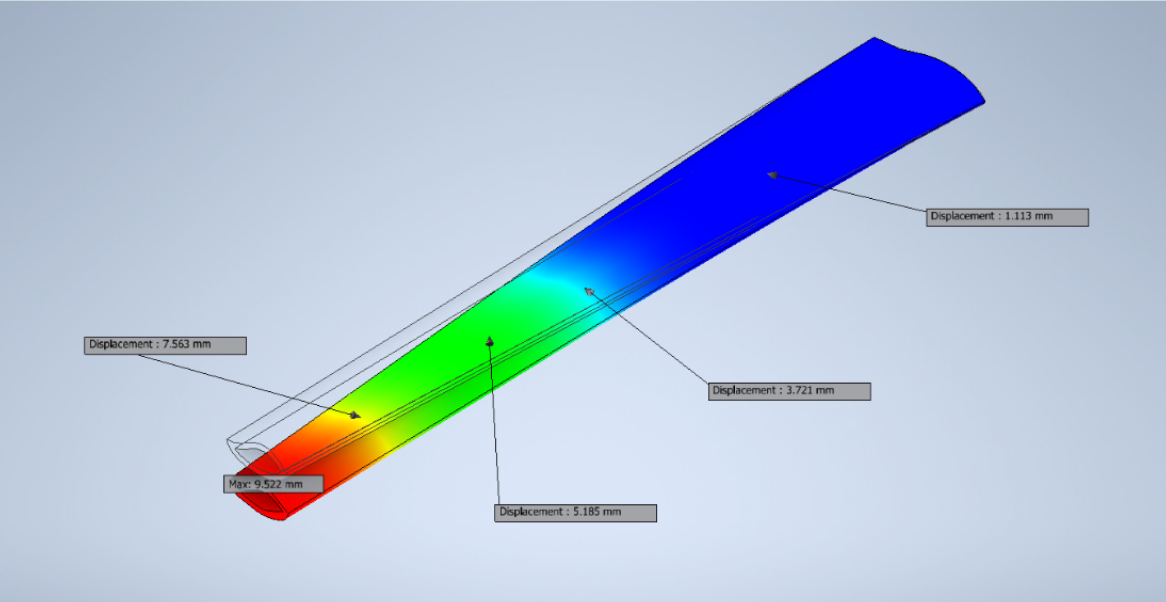 Displacement : 1.113 mm
Displacement : 7.563 mm
Displacement : 3.721 mm
Max: 9.522 mm
Displacement : 5.185 mm